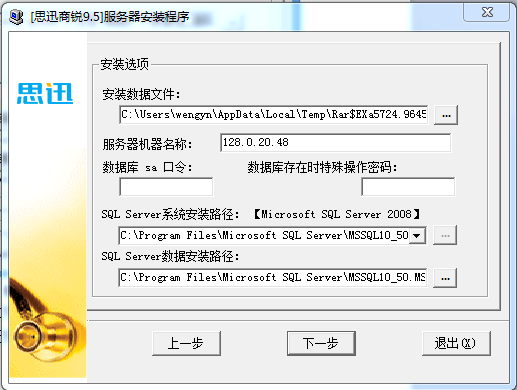 [思迅商锐9.5]服务器安装程序
思迅
安装选项
安装数据文件：
C:\Users\wengyn\AppData\Local\Temp\Rar$EXa5724.9645
...
服务器机器名称：
128.0.20.48
数据库 sa 口令：
数据库存在时特殊操作密码：
SQL Server系统安装路径：【Microsoft SQL Server 2008】
C:\Program Files\Microsoft SQL Server\MSSQL10_50
...
SQL Server数据安装路径：
C:\Program Files\Microsoft SQL Server\MSSQL10_50.MS
...
上一步
下一步
退出(X)